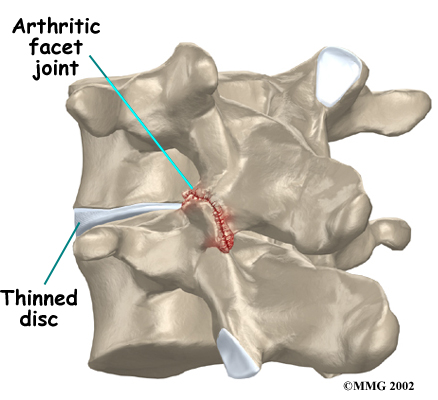 Arthritic
facet
joint
Thinned
disc
©MMG 2002